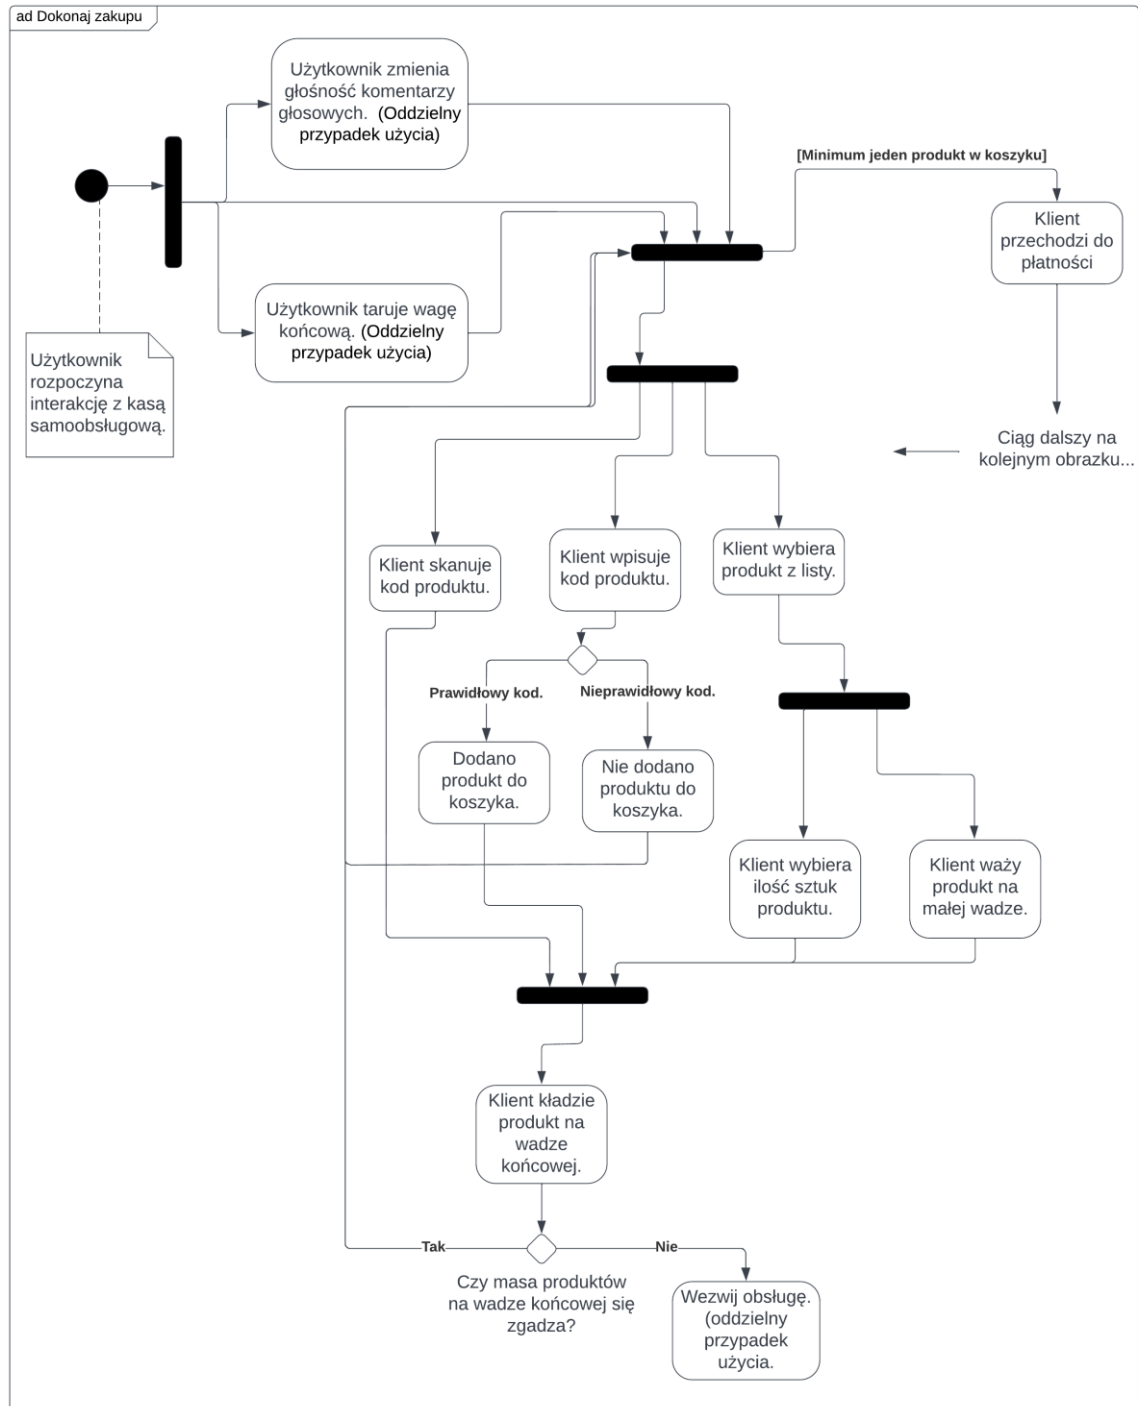 ad Dokonaj zakupu
Użytkownik zmienia
głośność komentarzy
głosowych. (Oddzielny
przypadek użycia)
[Minimum jeden produkt w koszyku]
Klient
przechodzi do
płatności
Użytkownik taruje wagę
końcową. (Oddzielny
przypadek użycia)
Użytkownik
rozpoczyna
interakcję z kasą
samoobsługową.
Ciąg dalszy na
kolejnym obrazku...
Klient skanuje
kod produktu.
Klient wpisuje
kod produktu.
Klient wybiera
produkt z listy.
Prawidłowy kod.
Nieprawidłowy kod.
Dodano
produkt do
koszyka.
Nie dodano
produktu do
koszyka.
Klient wybiera
ilość sztuk
produktu.
Klient waży
produkt na
małej wadze.
Klient kładzie
produkt na
wadze
końcowej.
Tak
Nie
Czy masa produktów
na wadze końcowej się
zgadza?
Wezwij obsługę.
(oddzielny
przypadek
użycia.